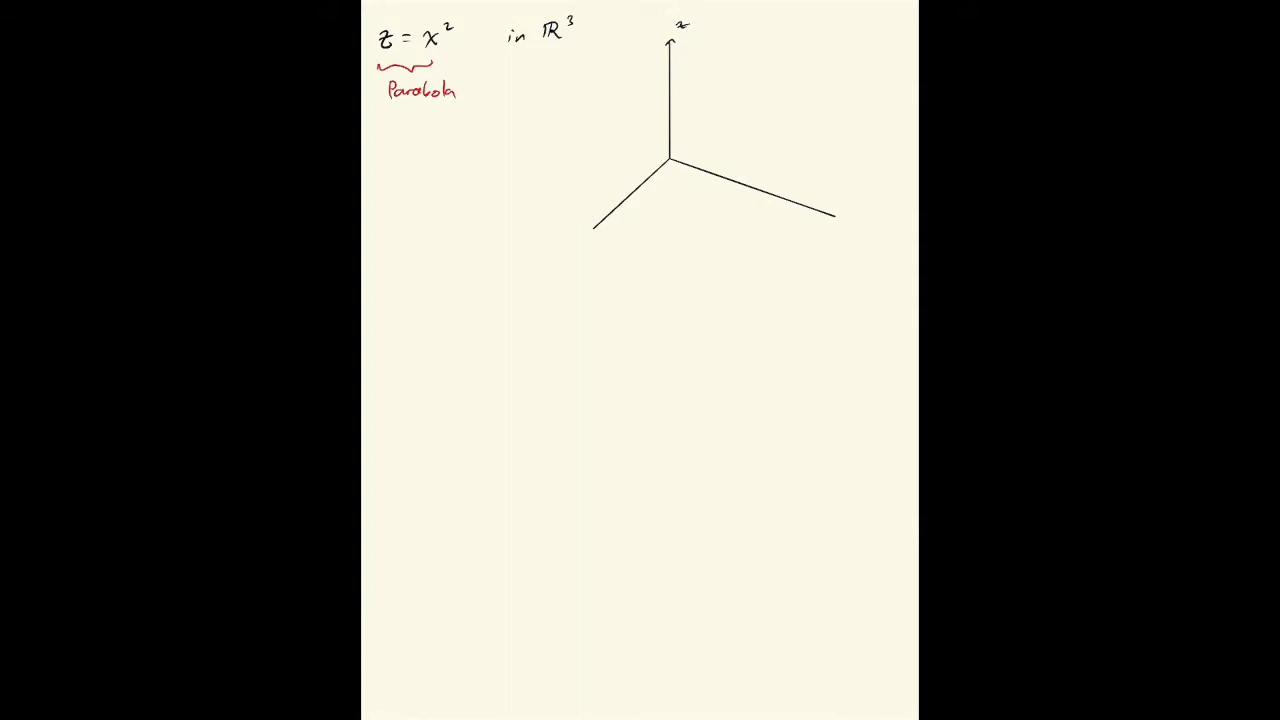 z = x² in ℝ³
Parabola
z